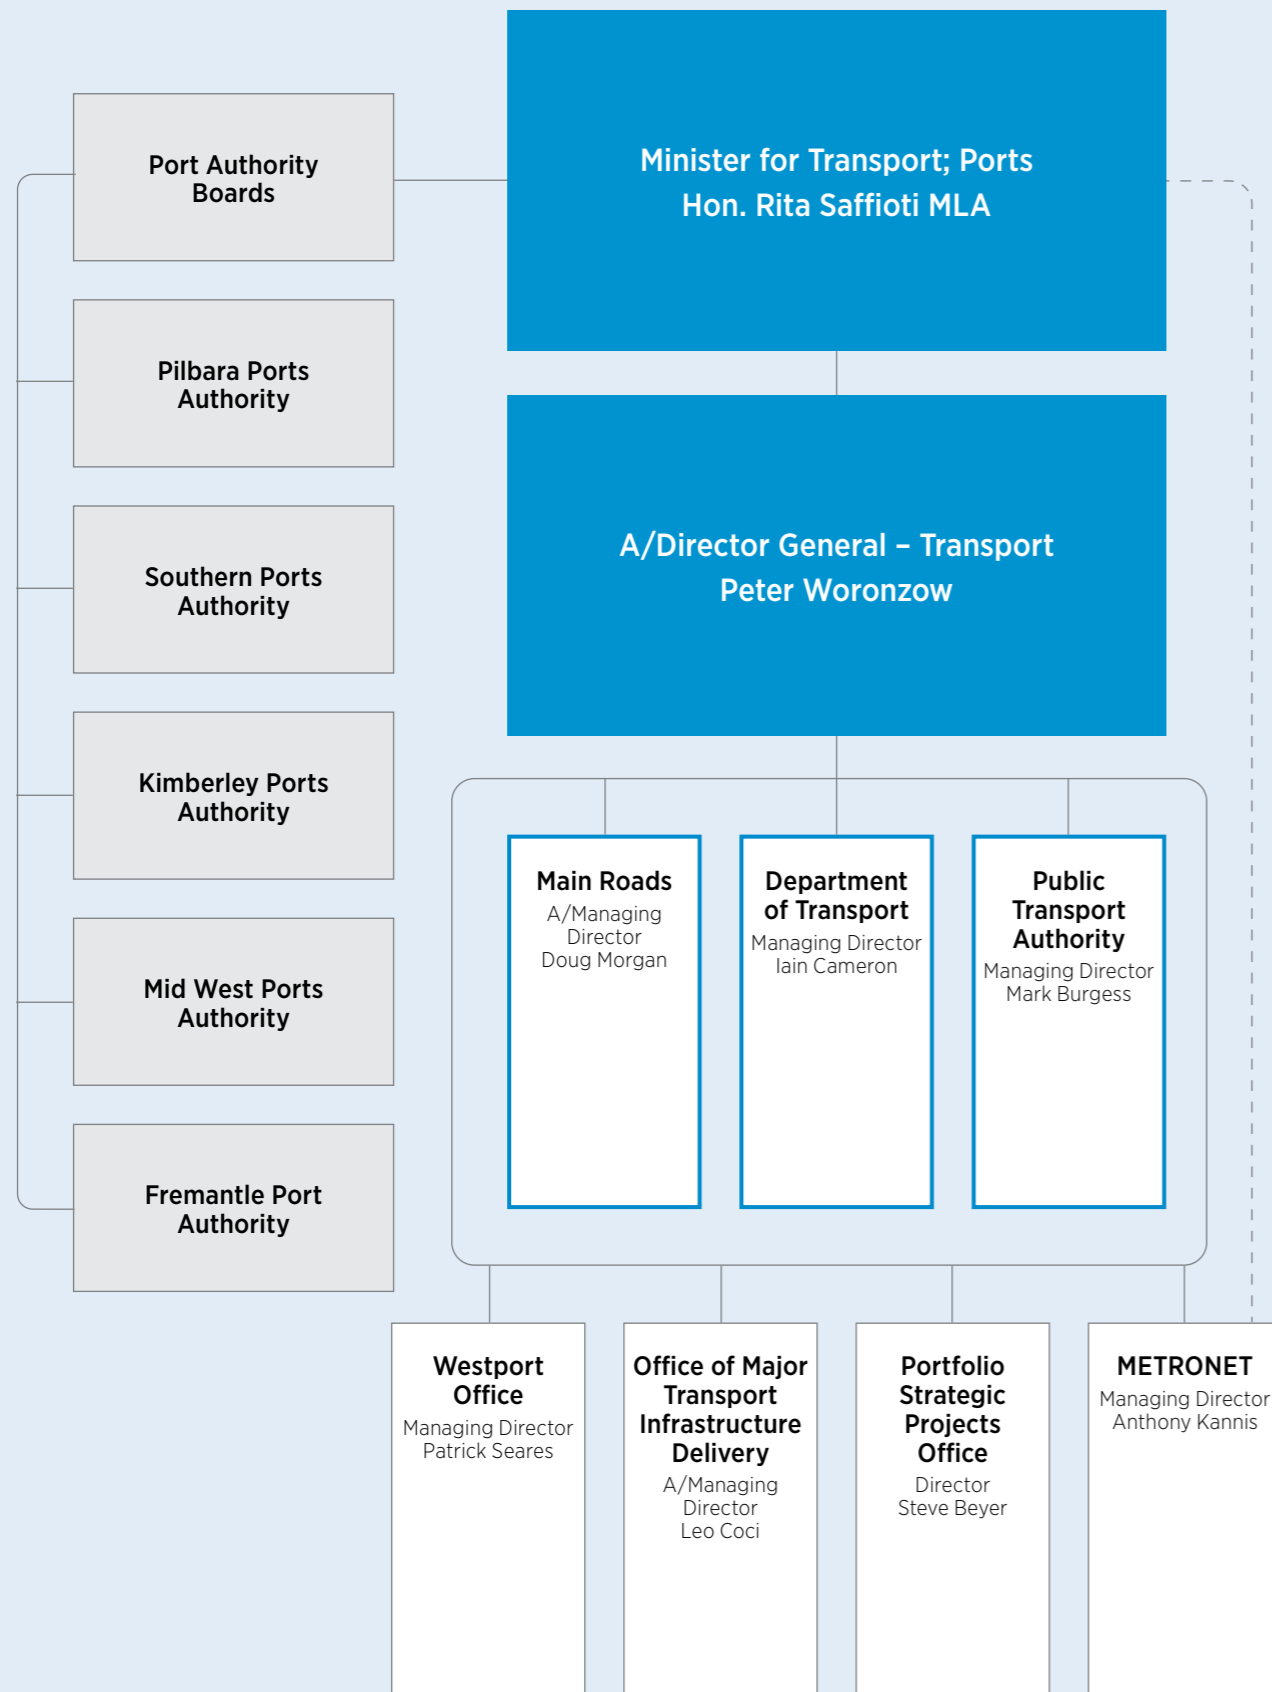 Port Authority
Boards
Minister for Transport; Ports
Hon. Rita Saffioti MLA
Pilbara Ports
Authority
Southern Ports
Authority
A/Director General – Transport
Peter Woronzow
Kimberley Ports
Authority
Mid West Ports
Authority
Fremantle Port
Authority
Main Roads
A/Managing
Director
Doug Morgan
Department
of Transport
Managing Director
Iain Cameron
Public
Transport
Authority
Managing Director
Mark Burgess
Westport
Office
Managing Director
Patrick Seares
Office of Major
Transport
Infrastructure
Delivery
A/Managing
Director
Leo Coci
Portfolio
Strategic
Projects
Office
Director
Steve Beyer
METRONET
Managing Director
Anthony Kannis